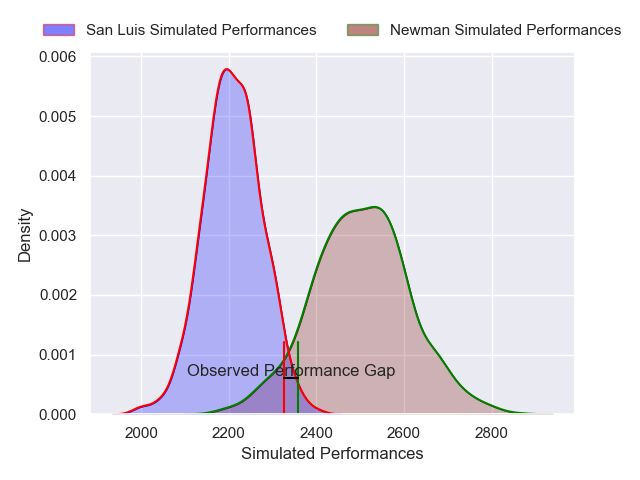 San Luis Simulated Performances
Newman Simulated Performances
0.006
0.005
0.004
0.003
0.002
0.001
0.000
Density
Observed Performance Gap
2000 2200 2400 2600 2800
Simulated Performances